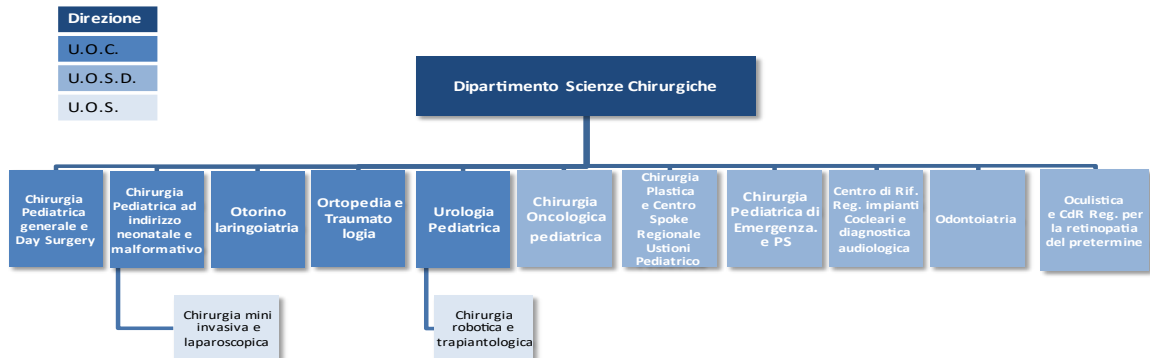 Direzione
U.O.C.
U.O.S.D.
U.O.S.
Dipartimento Scienze Chirurgiche
Chirurgia
Pediatrica
generale e
Day Surgery
Chirurgia
Pediatrica ad
indirizzo
neonatale e
malformativo
Otorino
laringoiatria
Ortopedia e
Traumato
logia
Urologia
Pediatrica
Chirurgia
Oncologica
pediatrica
Chirurgia
Plastica
e Centro
Spoke
Regionale
Ustioni
Pediatrico
Chirurgia
Pediatrica di
Emergenza.
e PS
Centro di Rif.
Reg. impianti
Cocleari e
diagnostica
audiologica
Odontoiatria
Oculistica
e CdR Reg. per
la retinopatia
del pretermine
Chirurgia mini
invasiva e
laparoscopica
Chirurgia
robotica e
trapiantologica